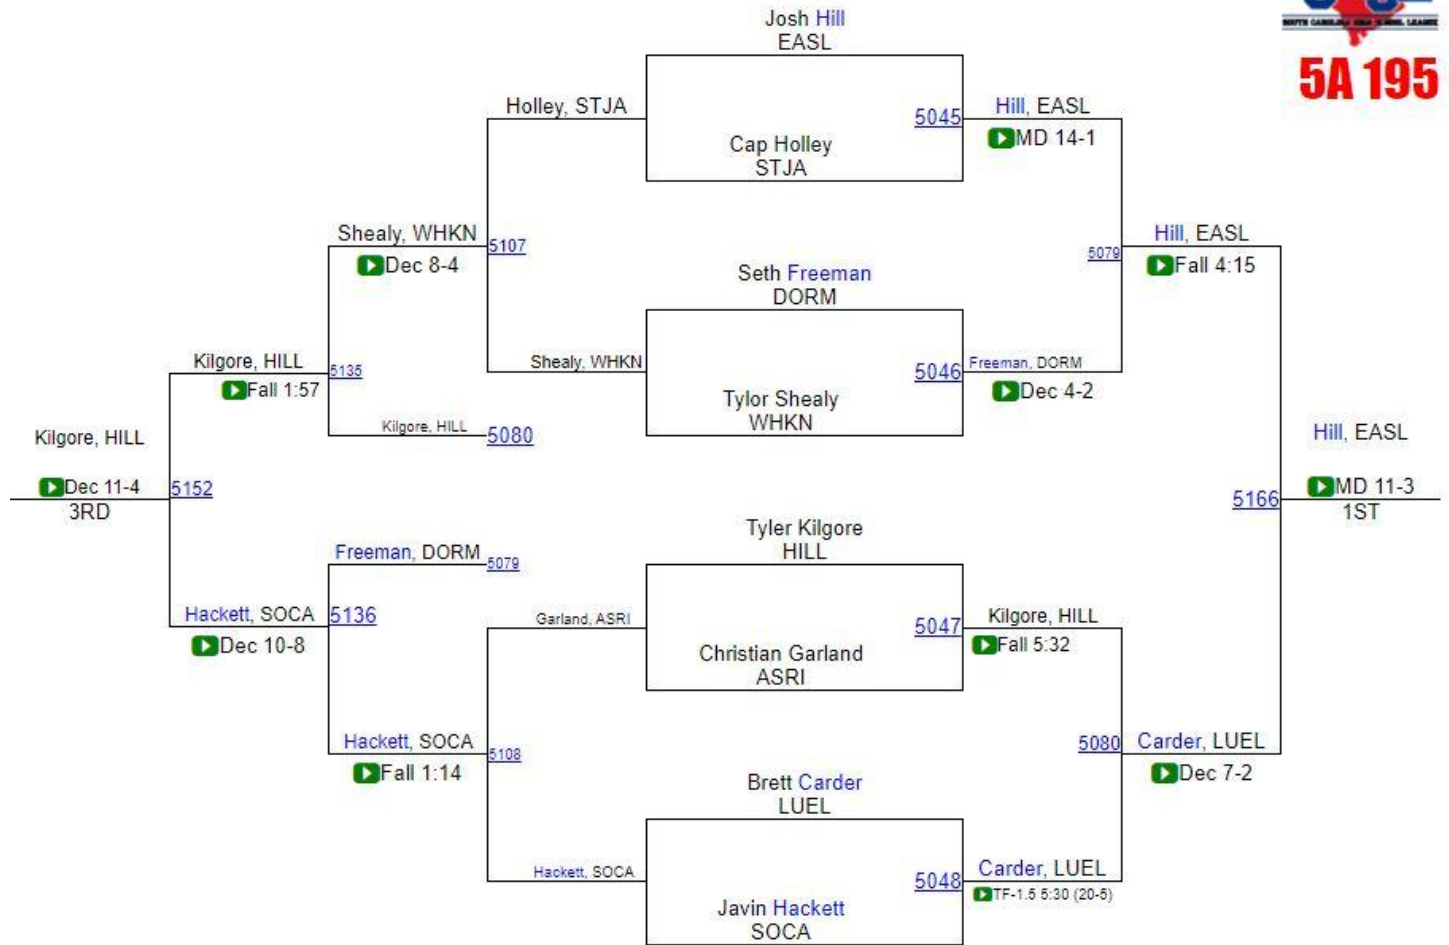 SOUTH CAROLINA HIGH SCHOOL LEAGUE
5A 195
Josh Hill
EASL
Holley, STJA
5045
Hill, EASL
MD 14-1
Cap Holley
STJA
Shealy, WHKN
5107
Dec 8-4
Hill, EASL
5079
Fall 4:15
Seth Freeman
DORM
Kilgore, HILL
5135
Fall 1:57
Shealy, WHKN
5046
Freeman, DORM
Dec 4-2
Tylor Shealy
WHKN
Kilgore, HILL
5080
Kilgore, HILL
Dec 11-4
5152
3RD
Hill, EASL
5166
MD 11-3
1ST
Tyler Kilgore
HILL
Freeman, DORM
5079
Hackett, SOCA
5136
Dec 10-8
Garland, ASRI
5047
Kilgore, HILL
Fall 5:32
Christian Garland
ASRI
Hackett, SOCA
5108
Fall 1:14
5080
Carder, LUEL
Dec 7-2
Brett Carder
LUEL
Hackett, SOCA
5048
Carder, LUEL
TF-1.5 5:30 (20-5)
Javin Hackett
SOCA